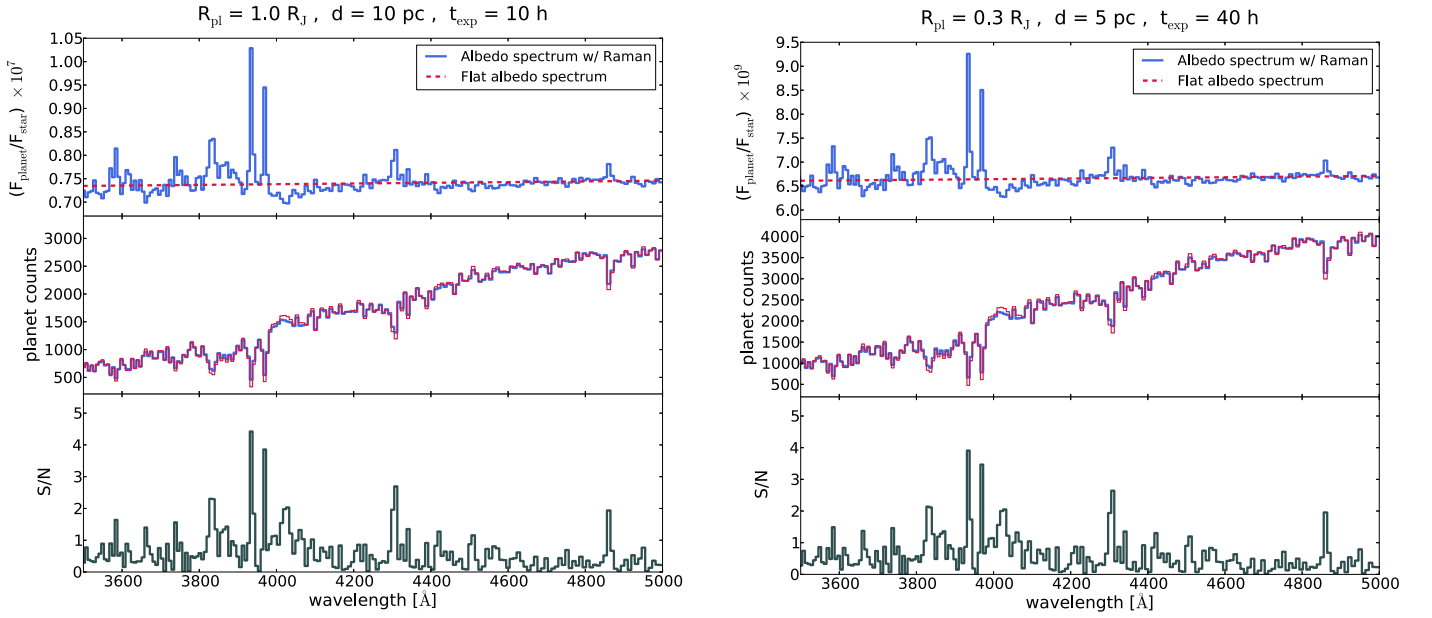 R_pl = 1.0 R_J , d = 10 pc , t_exp = 10 h
(F_planet/F_star) × 10^7
1.05
1.00
0.95
0.90
0.85
0.80
0.75
0.70
Albedo spectrum w/ Raman
Flat albedo spectrum
planet counts
3000
2500
2000
1500
1000
500
S/N
5
4
3
2
1
0
3600 3800 4000 4200 4400 4600 4800 5000
wavelength [Å]
R_pl = 0.3 R_J , d = 5 pc , t_exp = 40 h
(F_planet/F_star) × 10^9
9.5
9.0
8.5
8.0
7.5
7.0
6.5
6.0
Albedo spectrum w/ Raman
Flat albedo spectrum
planet counts
4000
3500
3000
2500
2000
1500
1000
500
S/N
5
4
3
2
1
0
3600 3800 4000 4200 4400 4600 4800 5000
wavelength [Å]